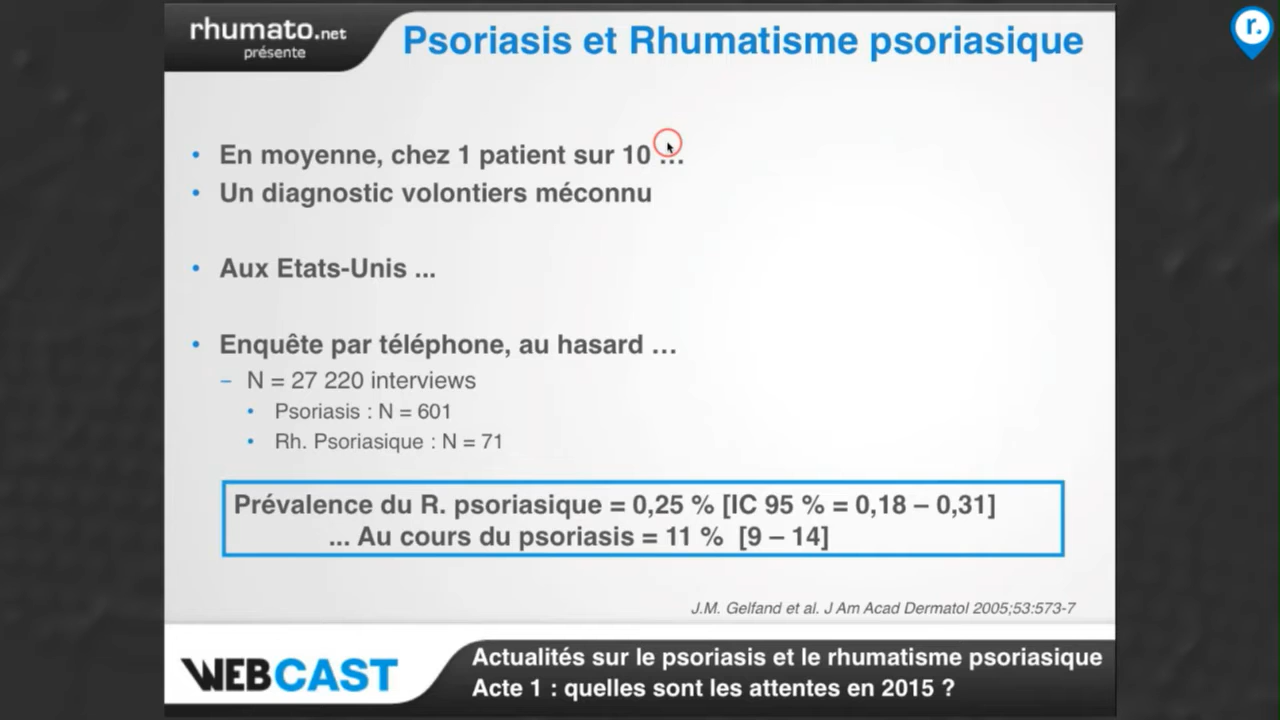 rhumato.net
présente
Psoriasis et Rhumatisme psoriasique
r.
• En moyenne, chez 1 patient sur 10 ...
• Un diagnostic volontiers méconnu
• Aux Etats-Unis ...
• Enquête par téléphone, au hasard ...
– N = 27 220 interviews
• Psoriasis : N = 601
• Rh. Psoriasique : N = 71
Prévalence du R. psoriasique = 0,25 % [IC 95 % = 0,18 – 0,31]
... Au cours du psoriasis = 11 % [9 – 14]
J.M. Gelfand et al. J Am Acad Dermatol 2005;53:573-7
WEBCAST
Actualités sur le psoriasis et le rhumatisme psoriasique
Acte 1 : quelles sont les attentes en 2015 ?